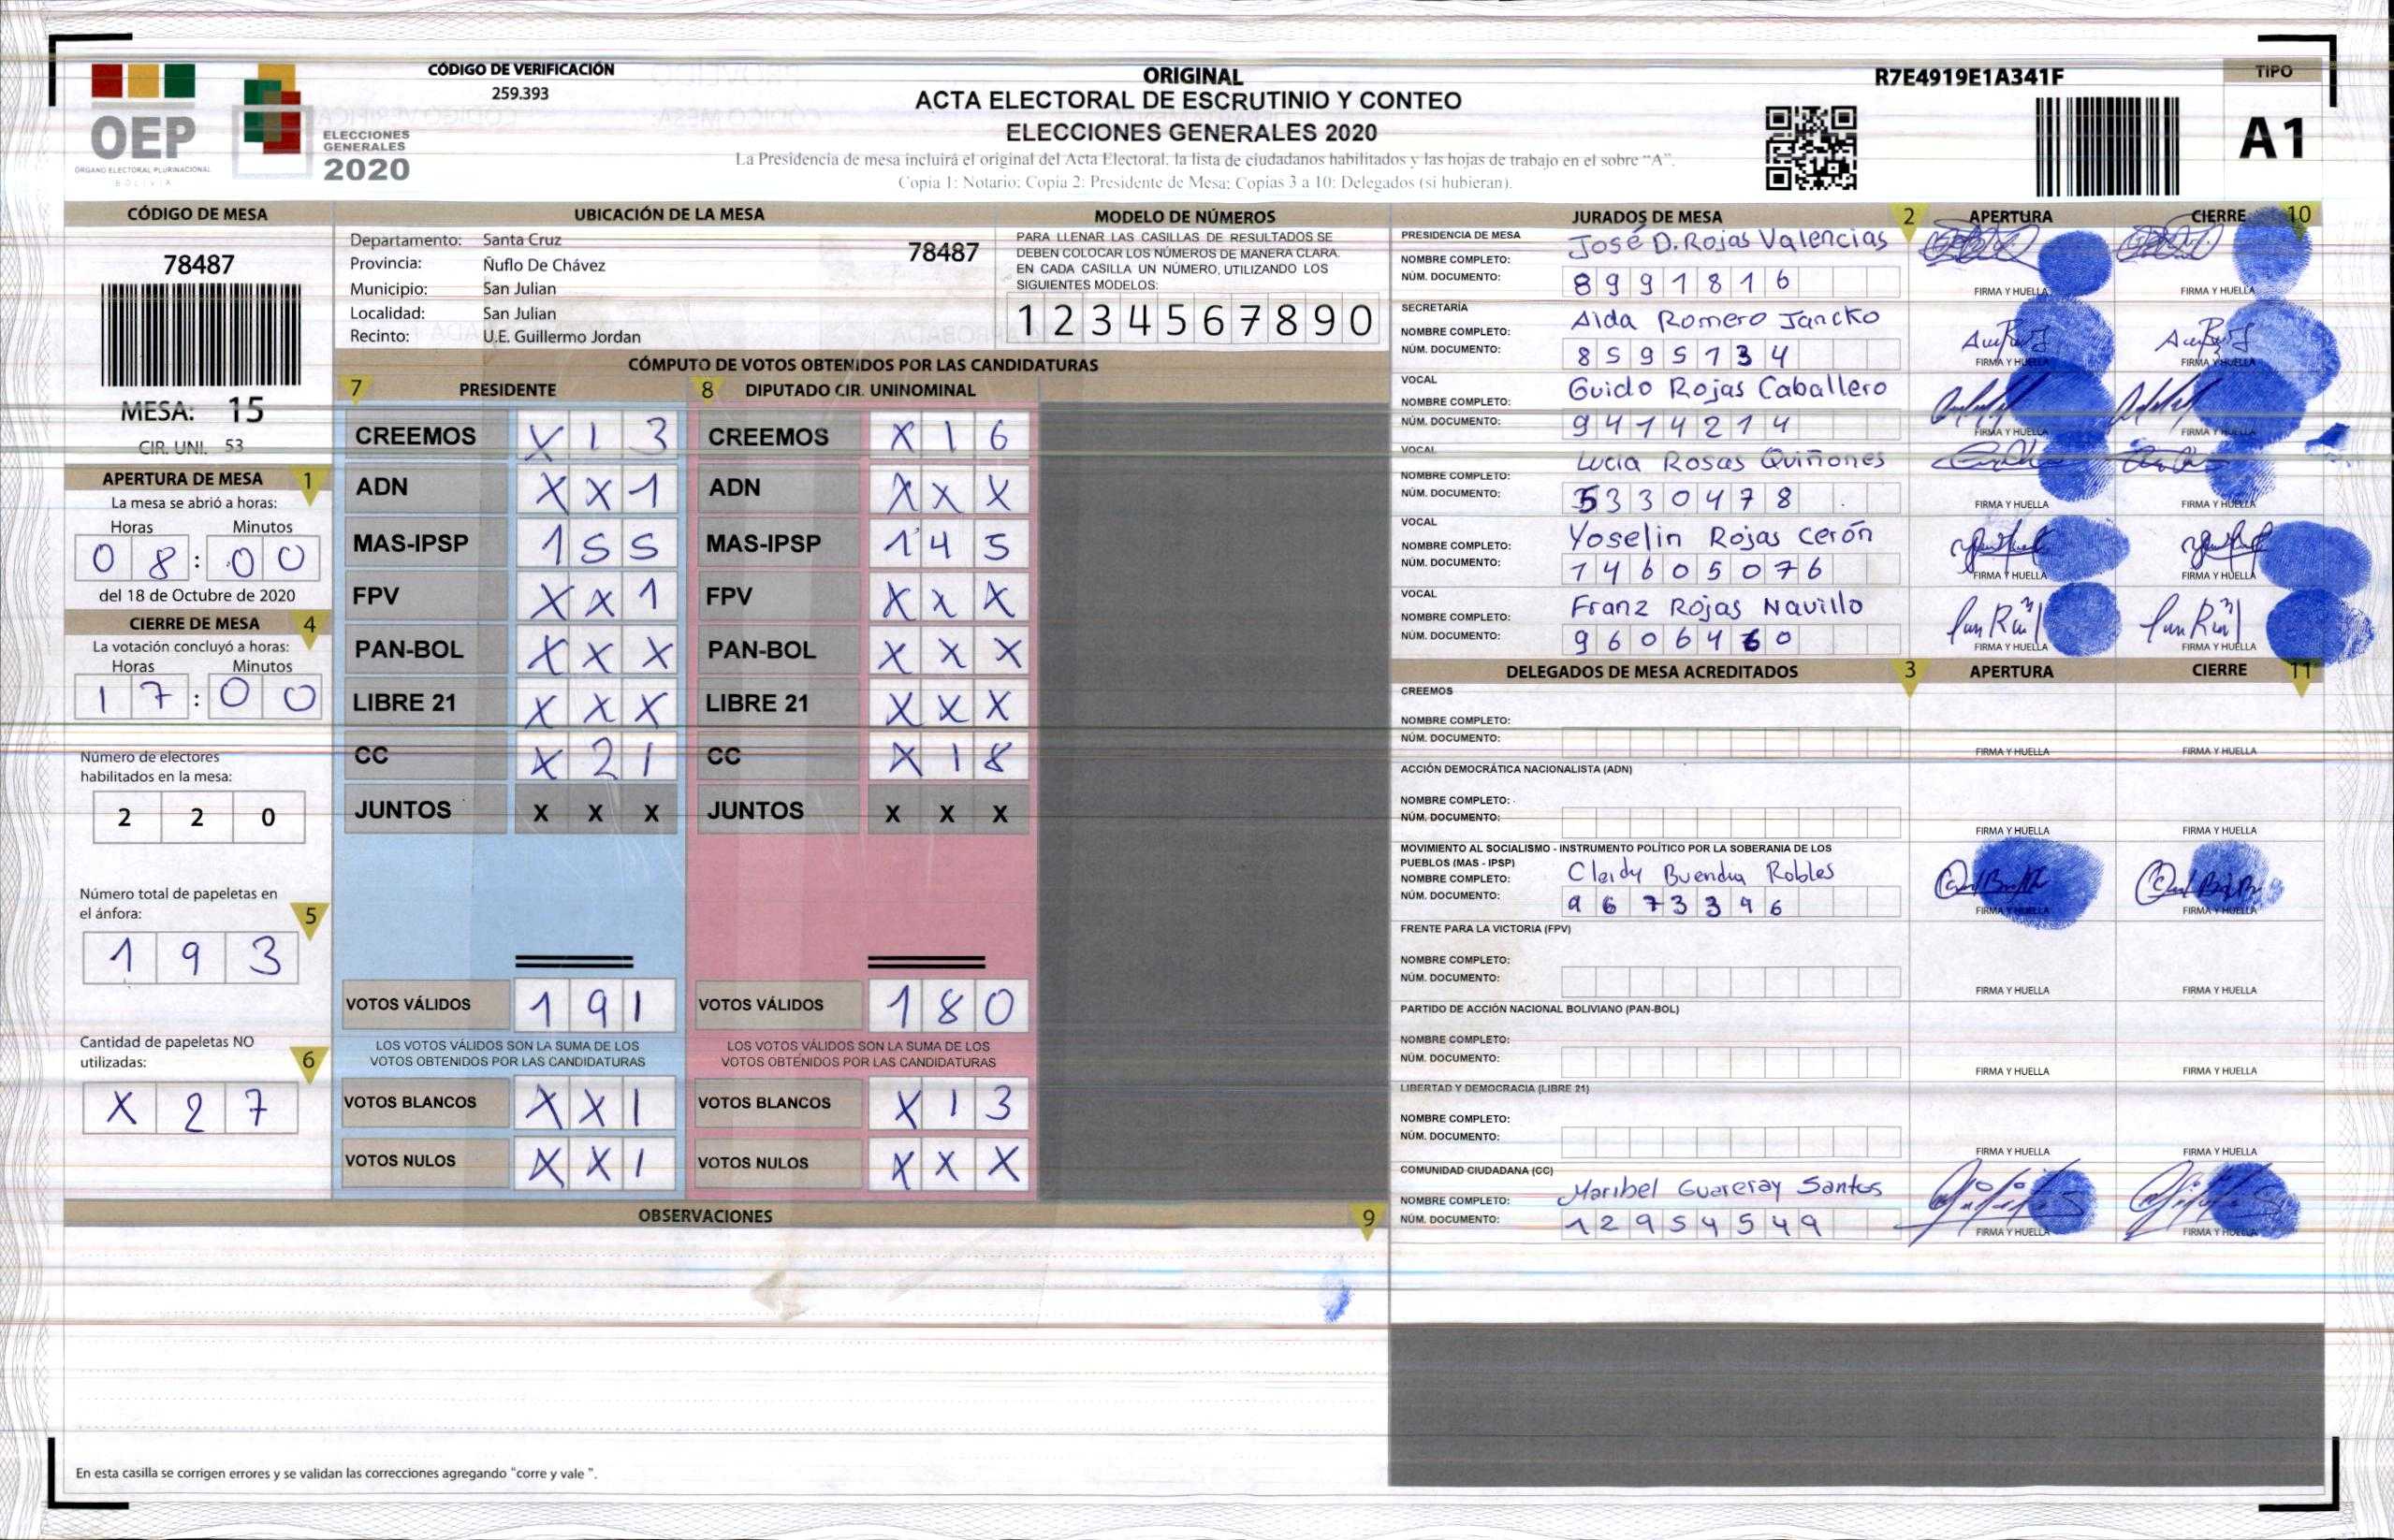 CÓDIGO DE VERIFICACIÓN
259.393
OEP
ÓRGANO ELECTORAL PLURINACIONAL
BOLIVIA
ELECCIONES
GENERALES
2020
ORIGINAL
ACTA ELECTORAL DE ESCRUTINIO Y CONTEO
ELECCIONES GENERALES 2020
La Presidencia de mesa incluirá el original del Acta Electoral, la lista de ciudadanos habilitados y las hojas de trabajo en el sobre “A”.
Copia 1: Notario; Copia 2: Presidente de Mesa; Copias 3 a 10: Delegados (si hubieran).
R7E4919E1A341F
TIPO
A1
CÓDIGO DE MESA
78487
MESA: 15
CIR. UNI. 53
APERTURA DE MESA 1
La mesa se abrió a horas:
Horas Minutos
0 8 : 0 0
del 18 de Octubre de 2020
CIERRE DE MESA 4
La votación concluyó a horas:
Horas Minutos
1 7 : 0 0
Número de electores
habilitados en la mesa:
2 2 0
Número total de papeletas en
el ánfora: 5
1 9 3
Cantidad de papeletas NO
utilizadas: 6
X 2 7
UBICACIÓN DE LA MESA
Departamento: Santa Cruz 78487
Provincia: Ñuflo De Chávez
Municipio: San Julian
Localidad: San Julian
Recinto: U.E. Guillermo Jordan
MODELO DE NÚMEROS
PARA LLENAR LAS CASILLAS DE RESULTADOS SE
DEBEN COLOCAR LOS NÚMEROS DE MANERA CLARA.
EN CADA CASILLA UN NÚMERO, UTILIZANDO LOS
SIGUIENTES MODELOS:
1 2 3 4 5 6 7 8 9 0
CÓMPUTO DE VOTOS OBTENIDOS POR LAS CANDIDATURAS
7 PRESIDENTE 8 DIPUTADO CIR. UNINOMINAL
CREEMOS X 1 3 CREEMOS X 1 6
ADN X X 1 ADN X X X
MAS-IPSP 1 5 5 MAS-IPSP 1 4 5
FPV X X 1 FPV X X X
PAN-BOL X X X PAN-BOL X X X
LIBRE 21 X X X LIBRE 21 X X X
CC X 2 1 CC X 1 8
JUNTOS X X X JUNTOS X X X
VOTOS VÁLIDOS 1 9 1 VOTOS VÁLIDOS 1 8 0
LOS VOTOS VÁLIDOS SON LA SUMA DE LOS LOS VOTOS VÁLIDOS SON LA SUMA DE LOS
VOTOS OBTENIDOS POR LAS CANDIDATURAS VOTOS OBTENIDOS POR LAS CANDIDATURAS
VOTOS BLANCOS X X 1 VOTOS BLANCOS X 1 3
VOTOS NULOS X X 1 VOTOS NULOS X X X
OBSERVACIONES 9
En esta casilla se corrigen errores y se validan las correcciones agregando "corre y vale ".
JURADOS DE MESA 2 APERTURA CIERRE 10
PRESIDENCIA DE MESA
NOMBRE COMPLETO: José D. Rojas Valencias
NÚM. DOCUMENTO: 8 9 9 1 8 1 6 FIRMA Y HUELLA FIRMA Y HUELLA
SECRETARÍA
NOMBRE COMPLETO: Aida Romero Jancko
NÚM. DOCUMENTO: 8 5 9 5 1 3 4 FIRMA Y HUELLA FIRMA Y HUELLA
VOCAL
NOMBRE COMPLETO: Guido Rojas Caballero
NÚM. DOCUMENTO: 9 4 1 4 2 1 4 FIRMA Y HUELLA FIRMA Y HUELLA
VOCAL
NOMBRE COMPLETO: Lucia Rosas Quiñones
NÚM. DOCUMENTO: 5 3 3 0 4 7 8 FIRMA Y HUELLA FIRMA Y HUELLA
VOCAL
NOMBRE COMPLETO: Yoselin Rojas Cerón
NÚM. DOCUMENTO: 1 4 6 0 5 0 7 6 FIRMA Y HUELLA FIRMA Y HUELLA
VOCAL
NOMBRE COMPLETO: Franz Rojas Navillo
NÚM. DOCUMENTO: 9 6 0 6 4 6 0 FIRMA Y HUELLA FIRMA Y HUELLA
DELEGADOS DE MESA ACREDITADOS 3 APERTURA CIERRE 11
CREEMOS
NOMBRE COMPLETO:
NÚM. DOCUMENTO: FIRMA Y HUELLA FIRMA Y HUELLA
ACCIÓN DEMOCRÁTICA NACIONALISTA (ADN)
NOMBRE COMPLETO:
NÚM. DOCUMENTO: FIRMA Y HUELLA FIRMA Y HUELLA
MOVIMIENTO AL SOCIALISMO - INSTRUMENTO POLÍTICO POR LA SOBERANIA DE LOS
PUEBLOS (MAS - IPSP)
NOMBRE COMPLETO: Cleidy Buendia Robles
NÚM. DOCUMENTO: 9 6 7 3 3 9 6 FIRMA Y HUELLA FIRMA Y HUELLA
FRENTE PARA LA VICTORIA (FPV)
NOMBRE COMPLETO:
NÚM. DOCUMENTO: FIRMA Y HUELLA FIRMA Y HUELLA
PARTIDO DE ACCIÓN NACIONAL BOLIVIANO (PAN-BOL)
NOMBRE COMPLETO:
NÚM. DOCUMENTO: FIRMA Y HUELLA FIRMA Y HUELLA
LIBERTAD Y DEMOCRACIA (LIBRE 21)
NOMBRE COMPLETO:
NÚM. DOCUMENTO: FIRMA Y HUELLA FIRMA Y HUELLA
COMUNIDAD CIUDADANA (CC)
NOMBRE COMPLETO: Maribel Guareray Santos
NÚM. DOCUMENTO: 1 2 9 5 4 5 4 9 FIRMA Y HUELLA FIRMA Y HUELLA